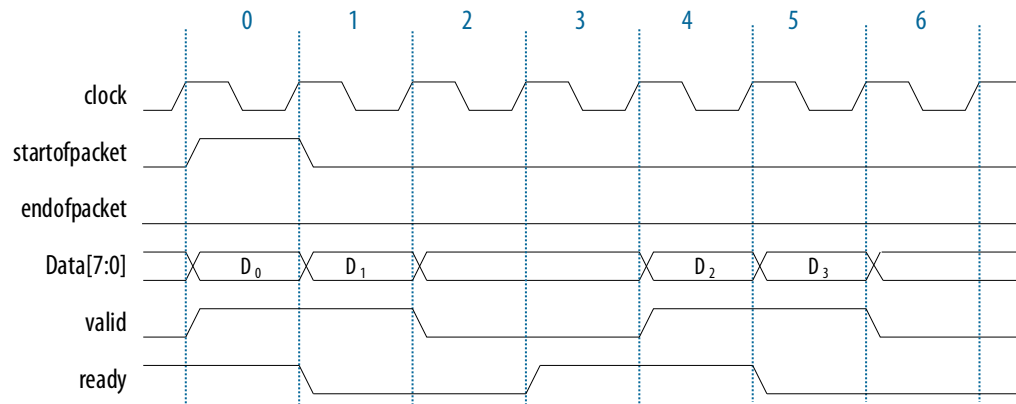 0 1 2 3 4 5 6
clock
startofpacket
endofpacket
Data[7:0] D0 D1 D2 D3
valid
ready